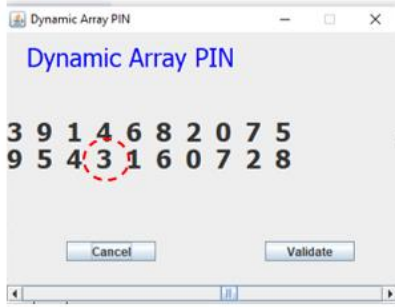 Dynamic Array PIN
Dynamic Array PIN
3 9 1 4 6 8 2 0 7 5
9 5 4 3 1 6 0 7 2 8
Cancel Validate